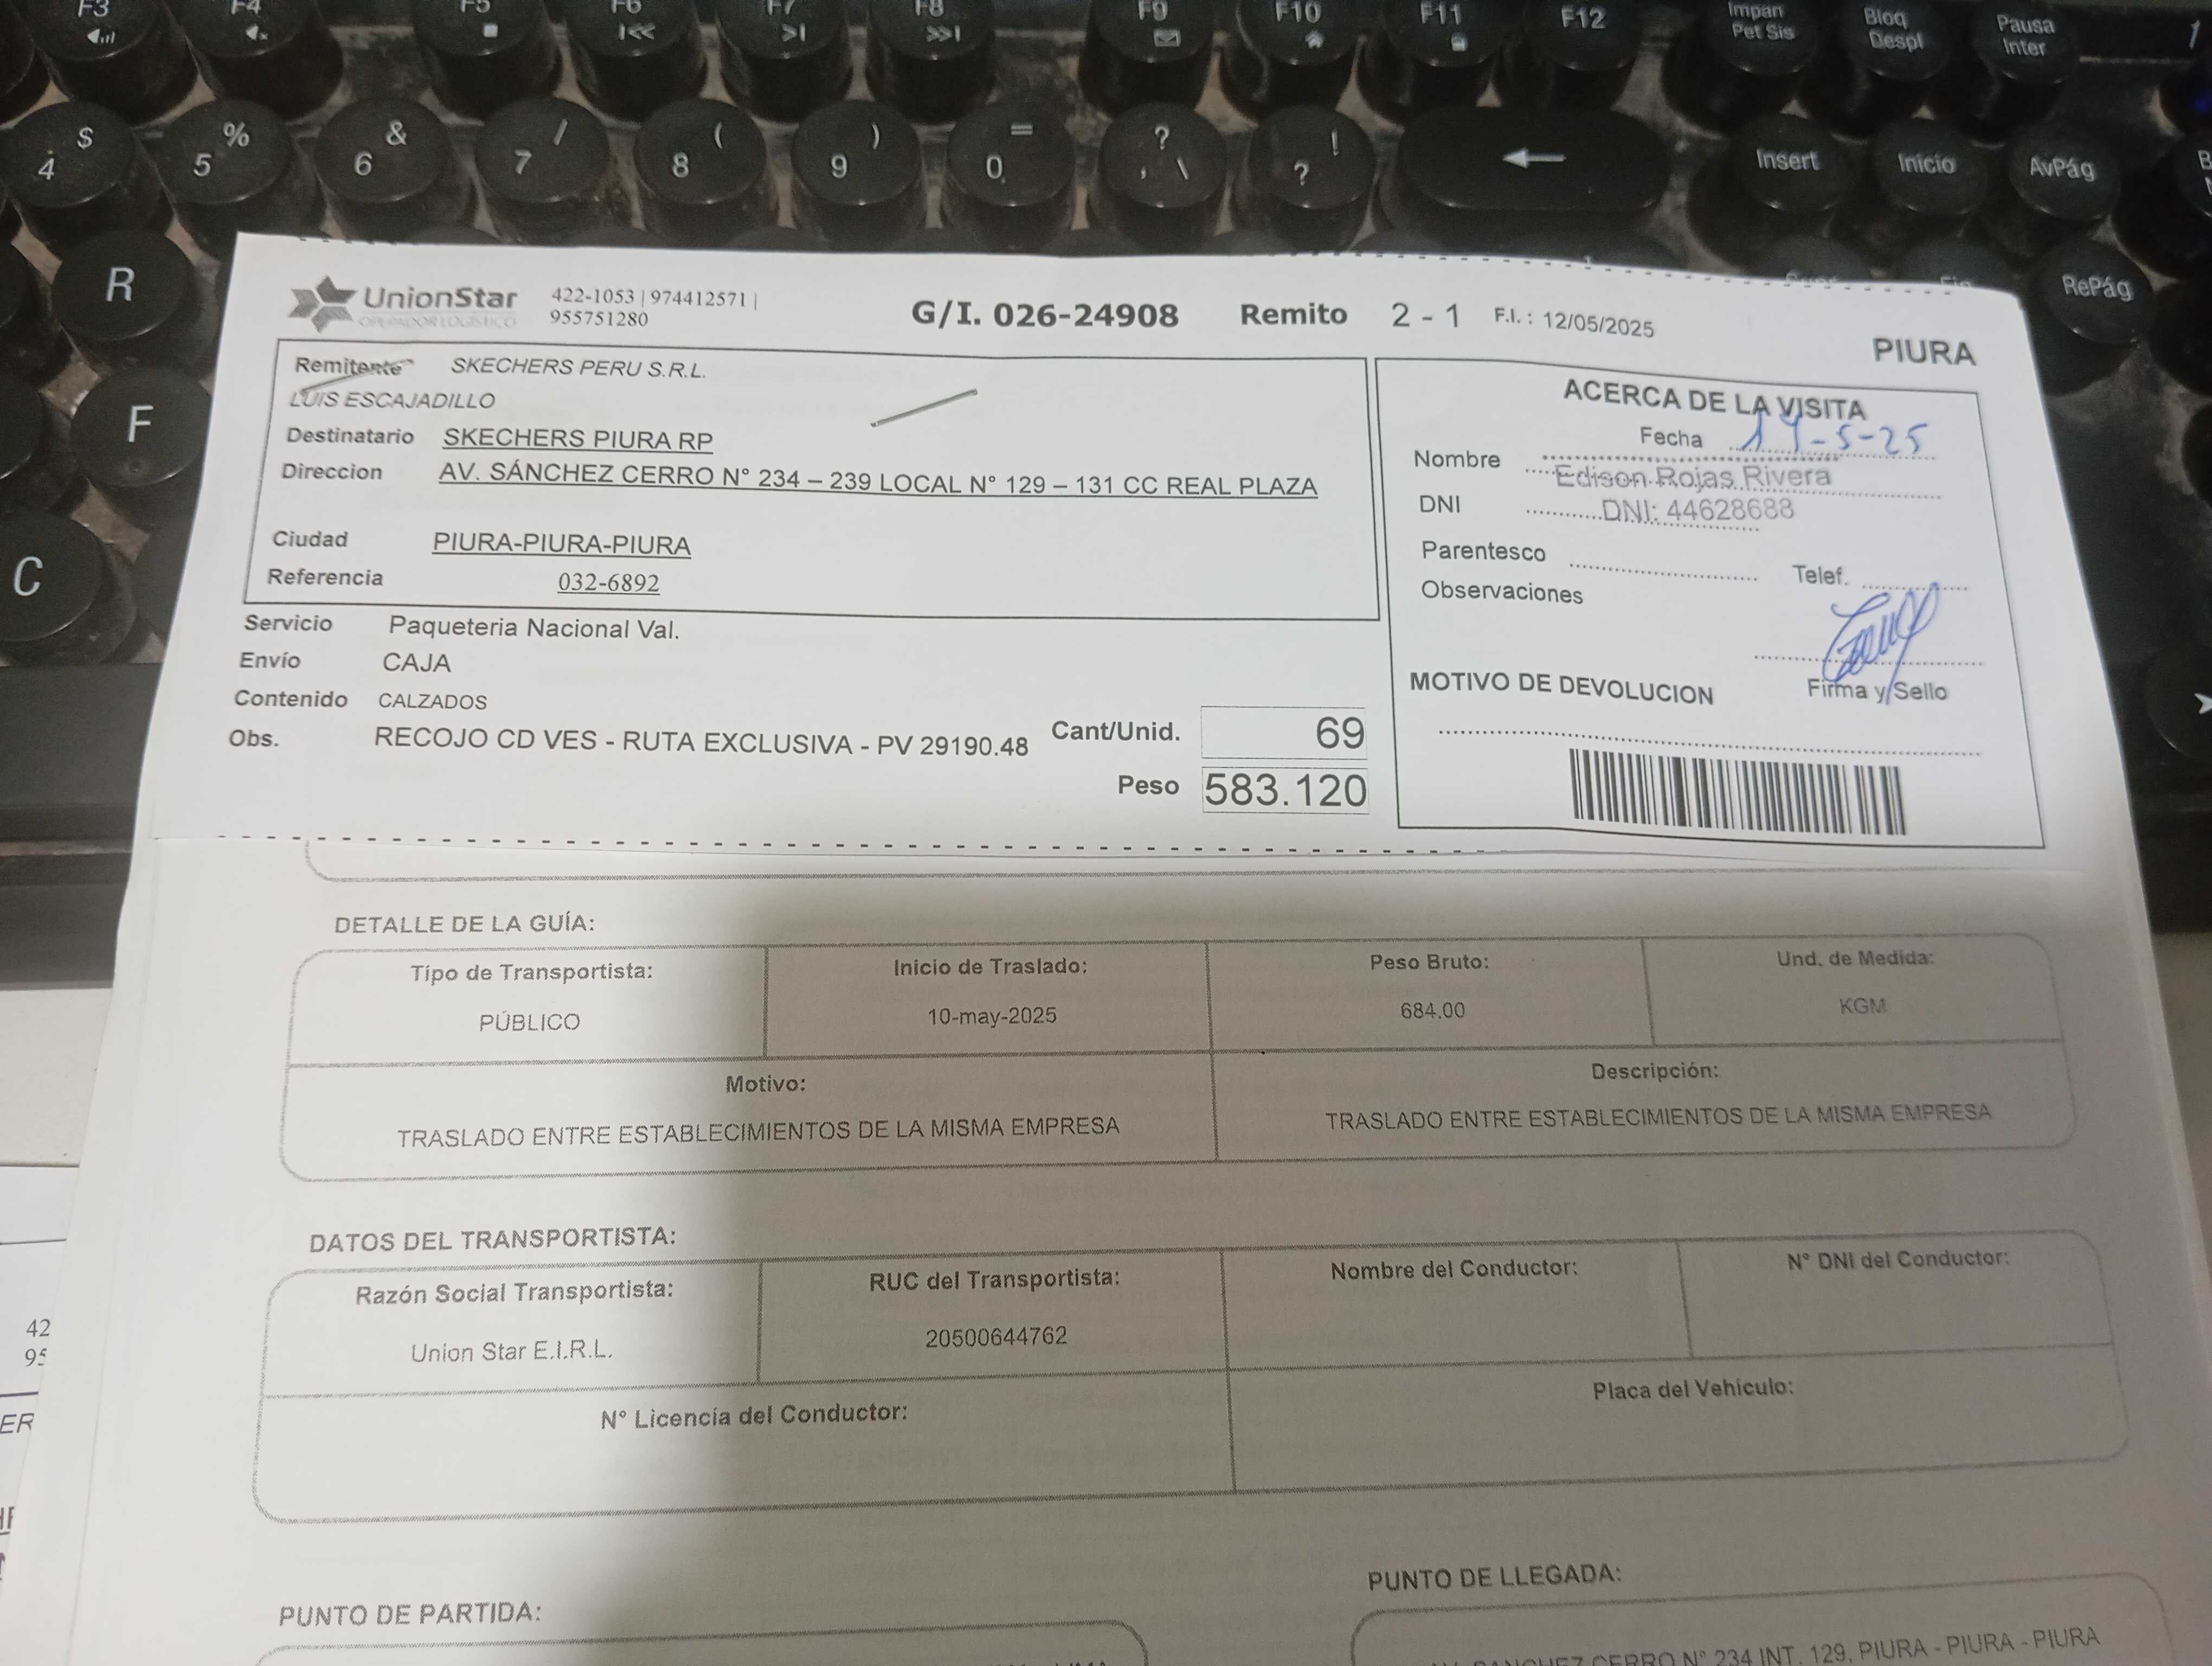 F3 F4 F5 F6 F7 F8 F9 F10 F11 F12 Impan Pet Sis Bloq Despl Pausa Inter
$ 4 % 5 & 6 / 7 ( 8 ) 9 = 0 ? ' \ ! ? Insert Inicio AvPág
R RePág
F
C
UnionStar
OPERADOR LOGISTICO
422-1053 | 974412571 |
955751280
G/I. 026-24908 Remito 2 - 1 F.I. : 12/05/2025
PIURA
Remitente SKECHERS PERU S.R.L.
LUIS ESCAJADILLO
Destinatario SKECHERS PIURA RP
Direccion AV. SÁNCHEZ CERRO N° 234 – 239 LOCAL N° 129 – 131 CC REAL PLAZA
Ciudad PIURA-PIURA-PIURA
Referencia 032-6892
Servicio Paqueteria Nacional Val.
Envío CAJA
Contenido CALZADOS
Obs. RECOJO CD VES - RUTA EXCLUSIVA - PV 29190.48
Cant/Unid. 69
Peso 583.120
ACERCA DE LA VISITA
Fecha -5-25
Nombre Edison Rojas Rivera
DNI DNI: 44628688
Parentesco Telef.
Observaciones
Firma y Sello
MOTIVO DE DEVOLUCION
DETALLE DE LA GUÍA:
Tipo de Transportista: Inicio de Traslado: Peso Bruto: Und. de Medida:
PÚBLICO 10-may-2025 684.00 KGM
Motivo: Descripción:
TRASLADO ENTRE ESTABLECIMIENTOS DE LA MISMA EMPRESA TRASLADO ENTRE ESTABLECIMIENTOS DE LA MISMA EMPRESA
DATOS DEL TRANSPORTISTA:
Razón Social Transportista: RUC del Transportista: Nombre del Conductor: N° DNI del Conductor:
Union Star E.I.R.L. 20500644762
N° Licencia del Conductor: Placa del Vehículo:
42
95
ER
PUNTO DE PARTIDA: PUNTO DE LLEGADA:
AV. SANCHEZ CERRO N° 234 INT. 129, PIURA - PIURA - PIURA